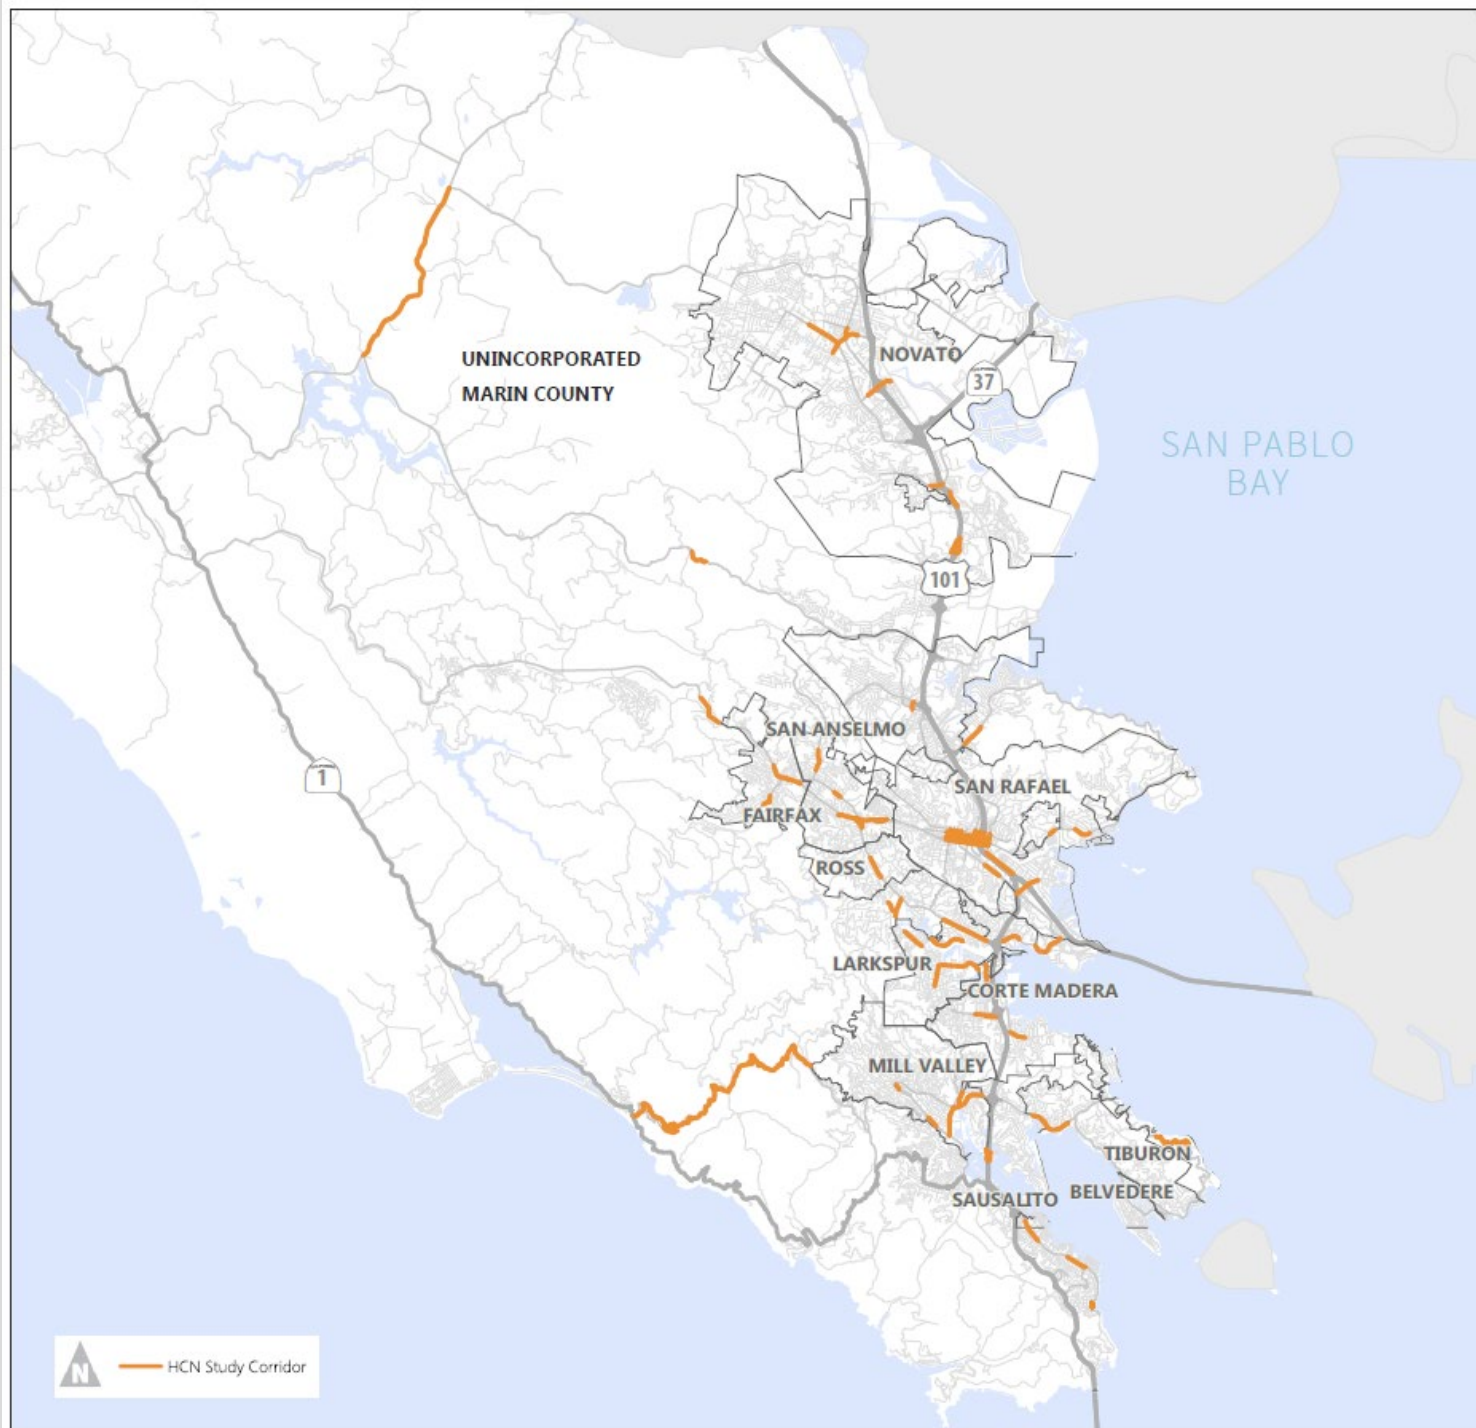 UNINCORPORATED
MARIN COUNTY
NOVATO
37
SAN PABLO
BAY
101
SAN ANSELMO
1
SAN RAFAEL
FAIRFAX
ROSS
LARKSPUR
CORTE MADERA
MILL VALLEY
TIBURON
BELVEDERE
SAUSALITO
N
HCN Study Corridor